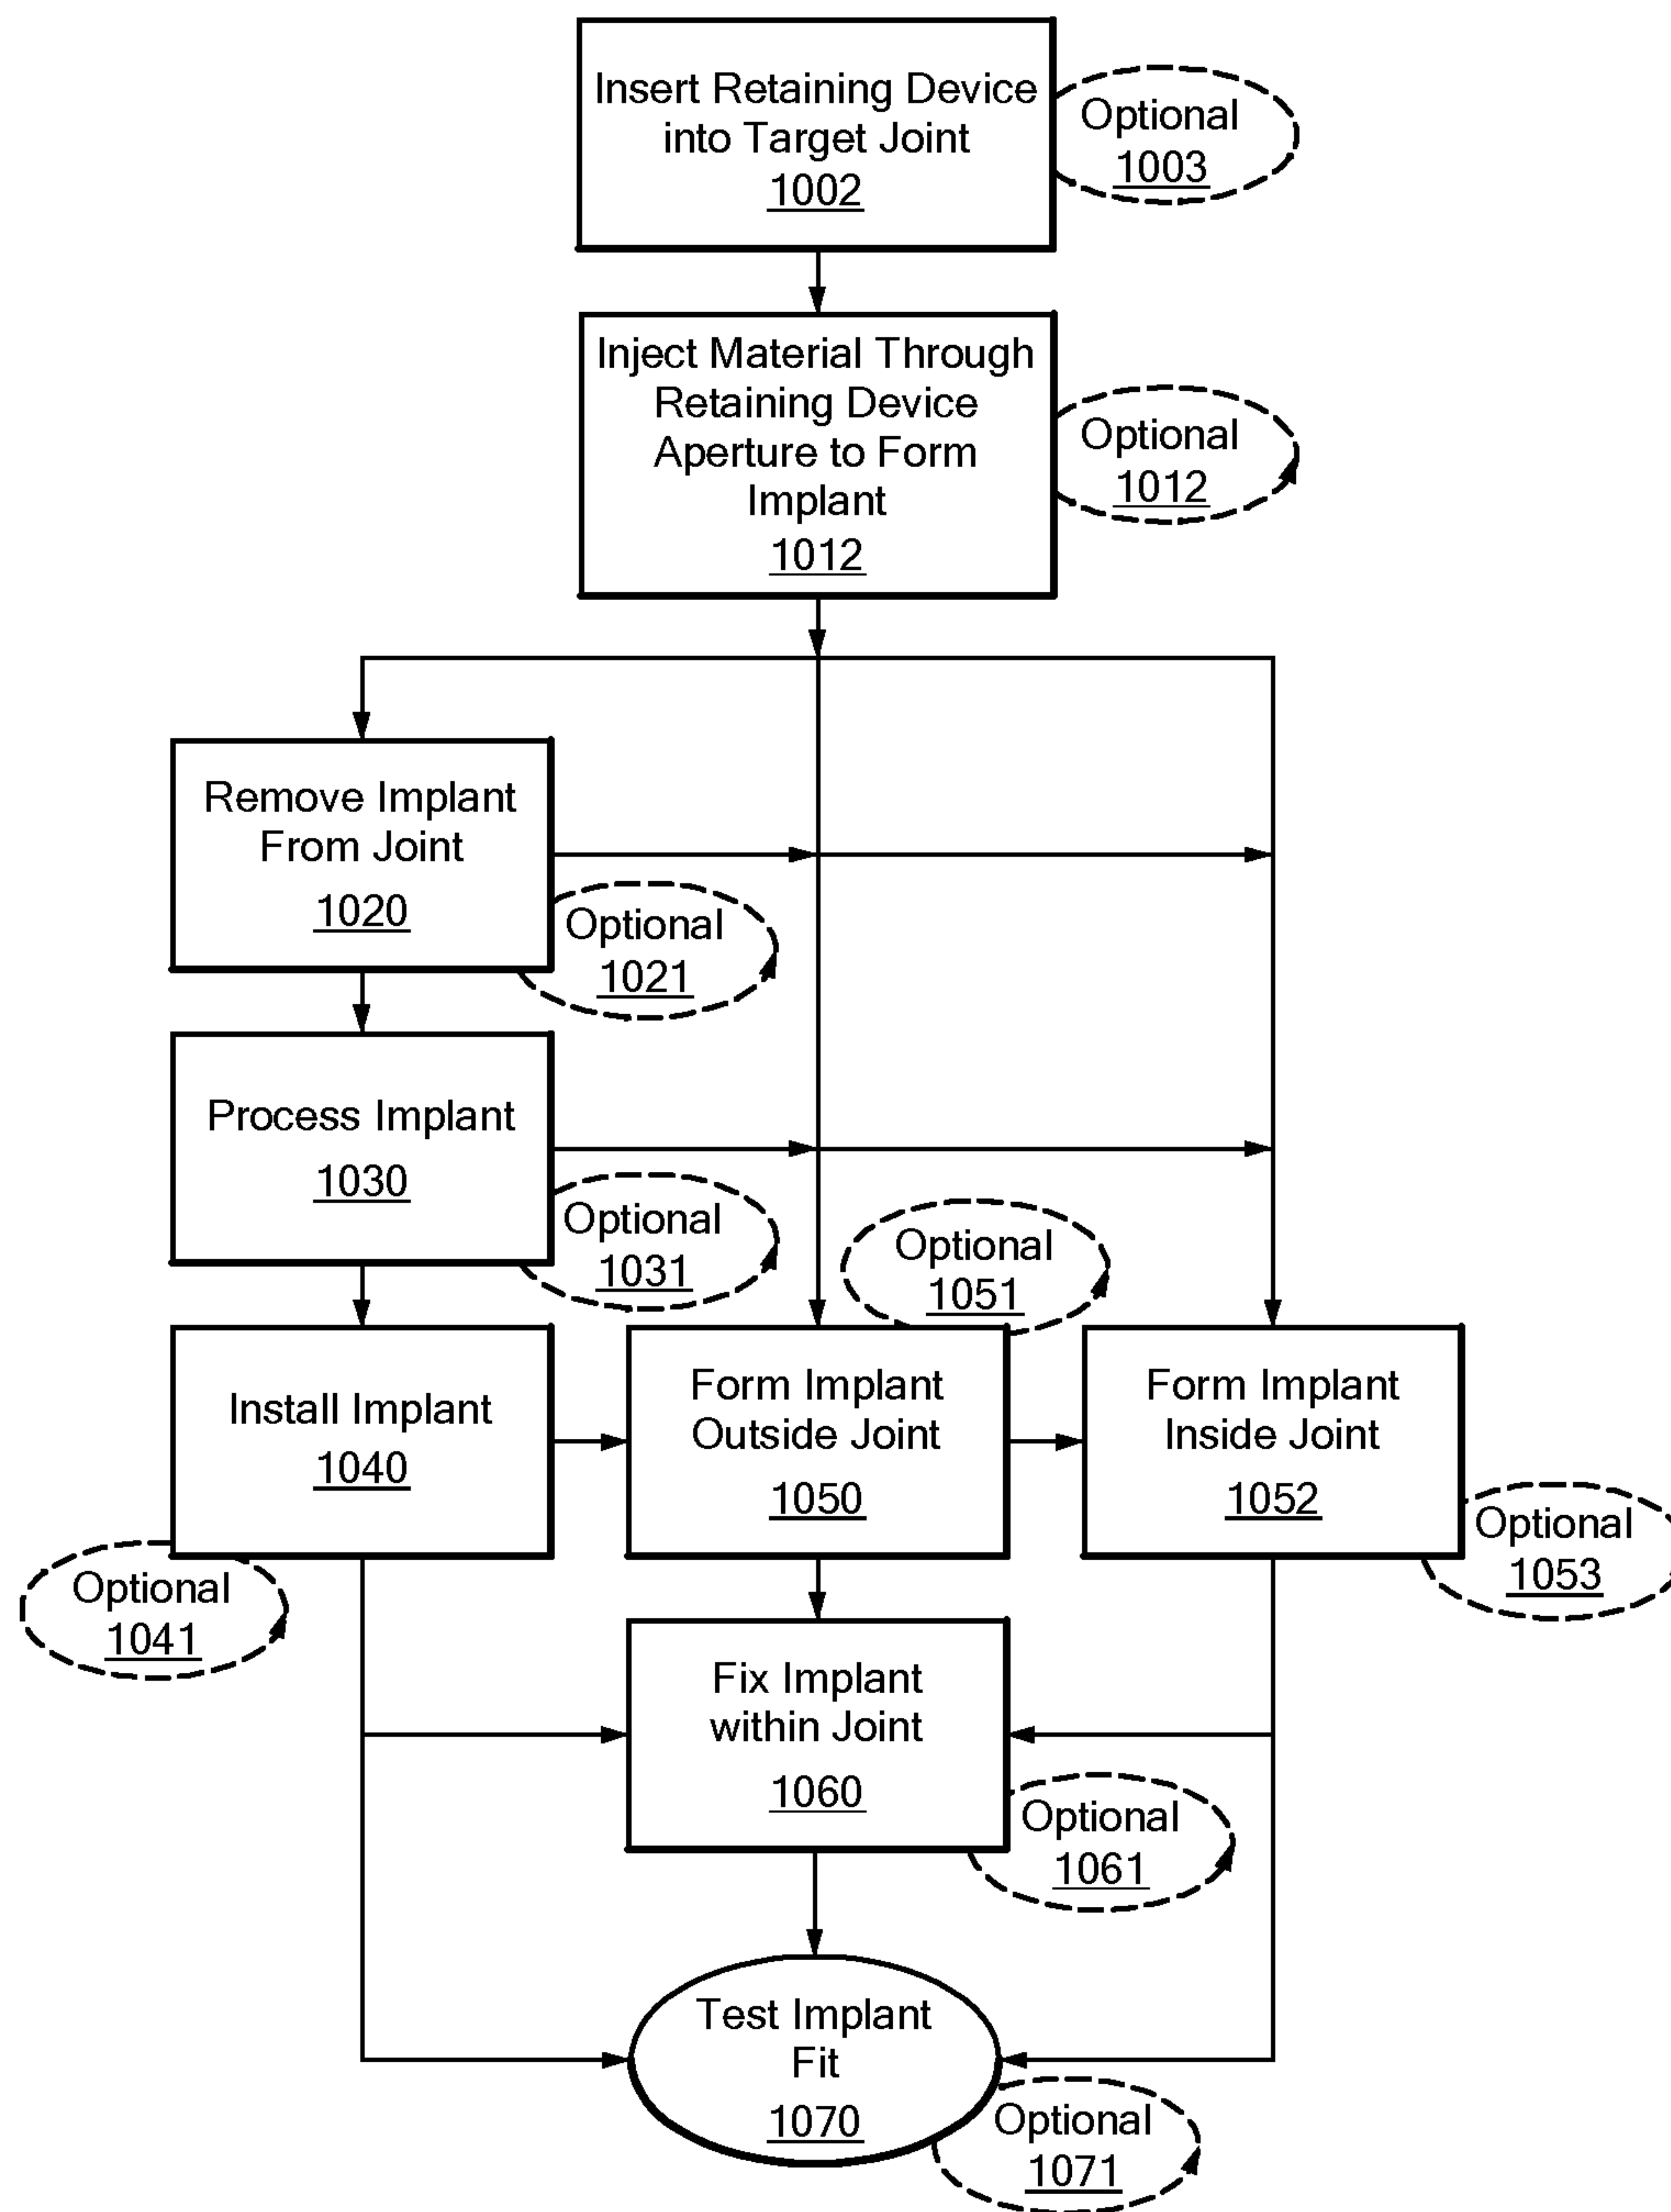 Insert Retaining Device
into Target Joint
1002
Optional
1003
Inject Material Through
Retaining Device
Aperture to Form
Implant
1012
Optional
1012
Remove Implant
From Joint
1020
Optional
1021
Process Implant
1030
Optional
1031
Optional
1051
Install Implant
1040
Optional
1041
Form Implant
Outside Joint
1050
Form Implant
Inside Joint
1052
Optional
1053
Fix Implant
within Joint
1060
Optional
1061
Test Implant
Fit
1070
Optional
1071